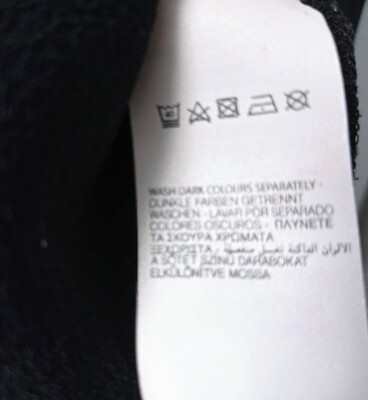 40
WASH DARK COLOURS SEPARATELY -
DUNKLE FARBEN GETRENNT
WASCHEN - LAVAR POR SEPARADO
COLORES OSCUROS - ΠΛΥΝΕΤΕ
ΤΑ ΣΚΟΥΡΑ ΧΡΩΜΑΤΑ
ΞΕΧΩΡΙΣΤΑ - الألوان الداكنة تغسل منفصلة -
A SÖTÉT SZÍNŰ DARABOKAT
ELKÜLÖNÍTVE MOSSA